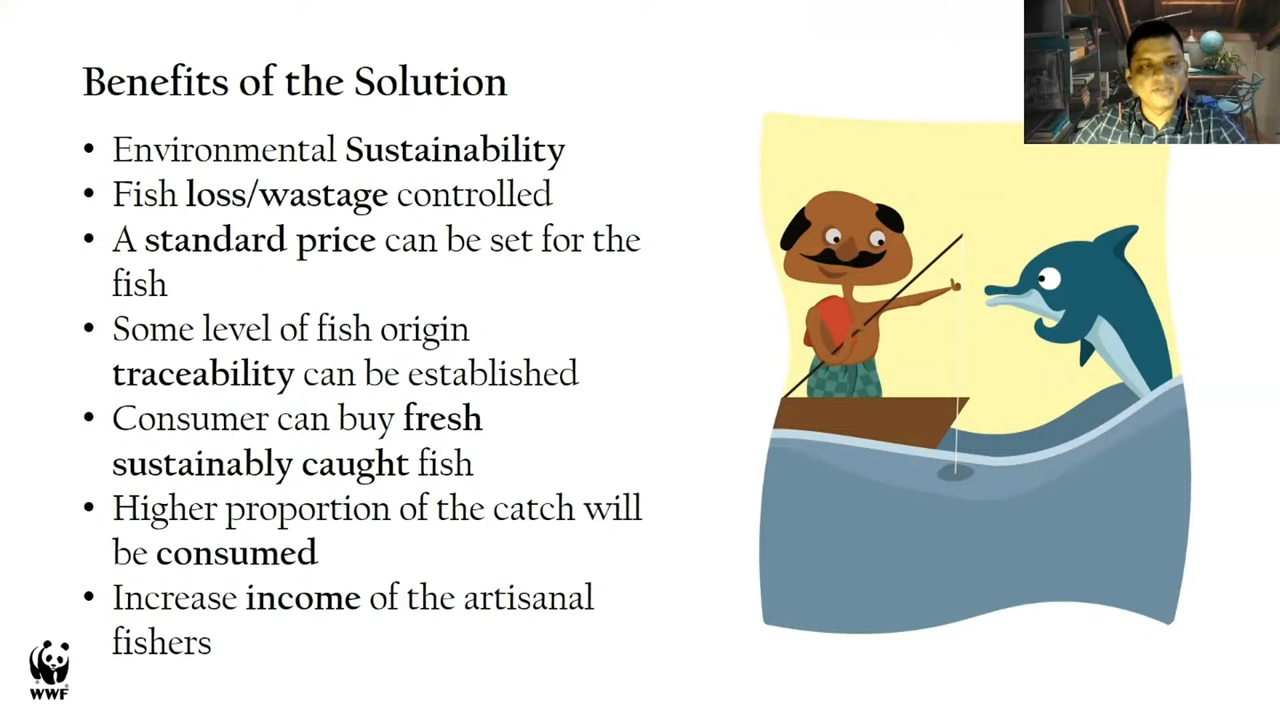 Benefits of the Solution
• Environmental Sustainability
• Fish loss/wastage controlled
• A standard price can be set for the
fish
• Some level of fish origin
traceability can be established
• Consumer can buy fresh
sustainably caught fish
• Higher proportion of the catch will
be consumed
• Increase income of the artisanal
fishers
WWF